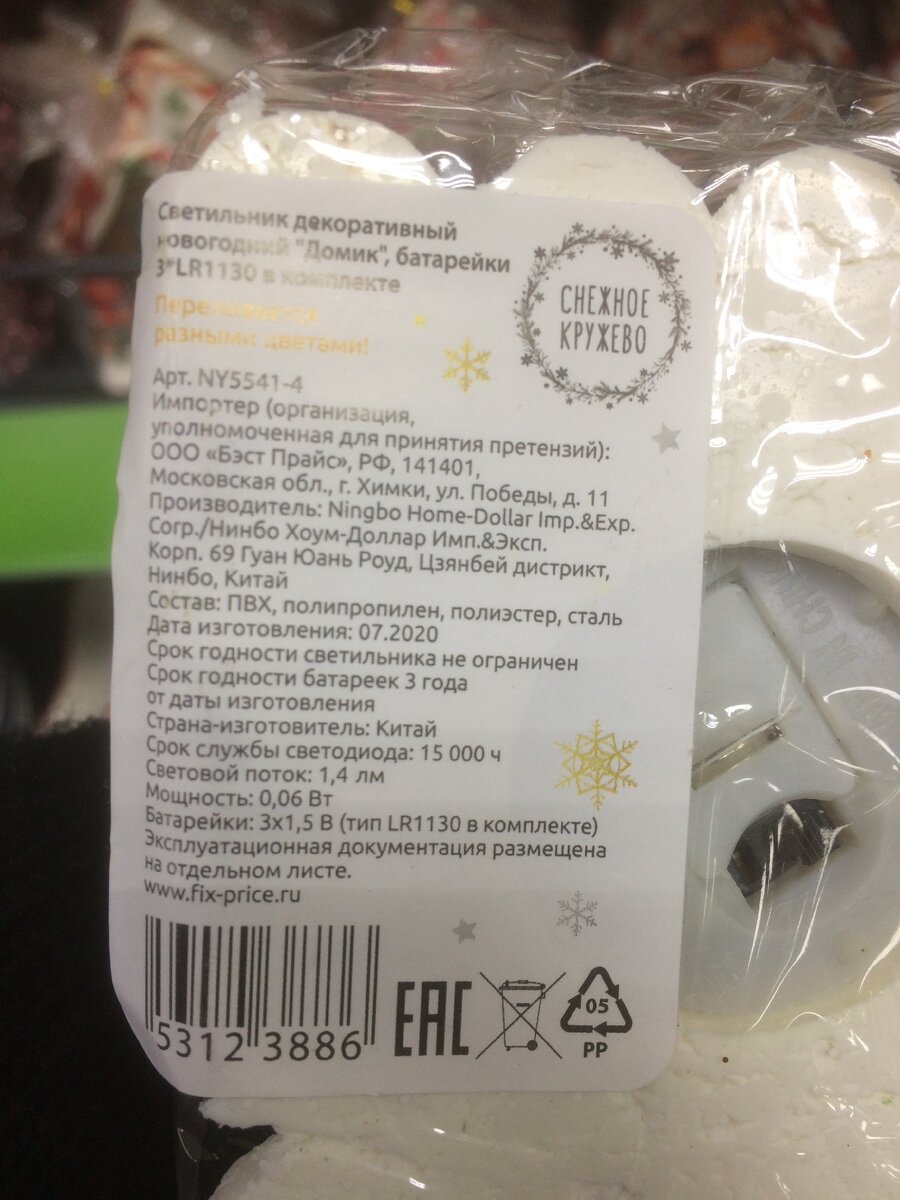 Светильник декоративный
новогодний "Домик", батарейки
3*LR1130 в комплекте
Переливается
разными цветами!
СНЕЖНОЕ
КРУЖЕВО
Арт. NY5541-4
Импортер (организация,
уполномоченная для принятия претензий):
ООО «Бэст Прайс», РФ, 141401,
Московская обл., г. Химки, ул. Победы, д. 11
Производитель: Ningbo Home-Dollar Imp.&Exp.
Corp./Нинбо Хоум-Доллар Имп.&Эксп.
Корп. 69 Гуан Юань Роуд, Цзянбей дистрикт,
Нинбо, Китай
Состав: ПВХ, полипропилен, полиэстер, сталь
Дата изготовления: 07.2020
Срок годности светильника не ограничен
Срок годности батареек 3 года
от даты изготовления
Страна-изготовитель: Китай
Срок службы светодиода: 15 000 ч
Световой поток: 1,4 лм
Мощность: 0,06 Вт
Батарейки: 3х1,5 В (тип LR1130 в комплекте)
Эксплуатационная документация размещена
на отдельном листе.
www.fix-price.ru
5312 3886
EAC
05
PP